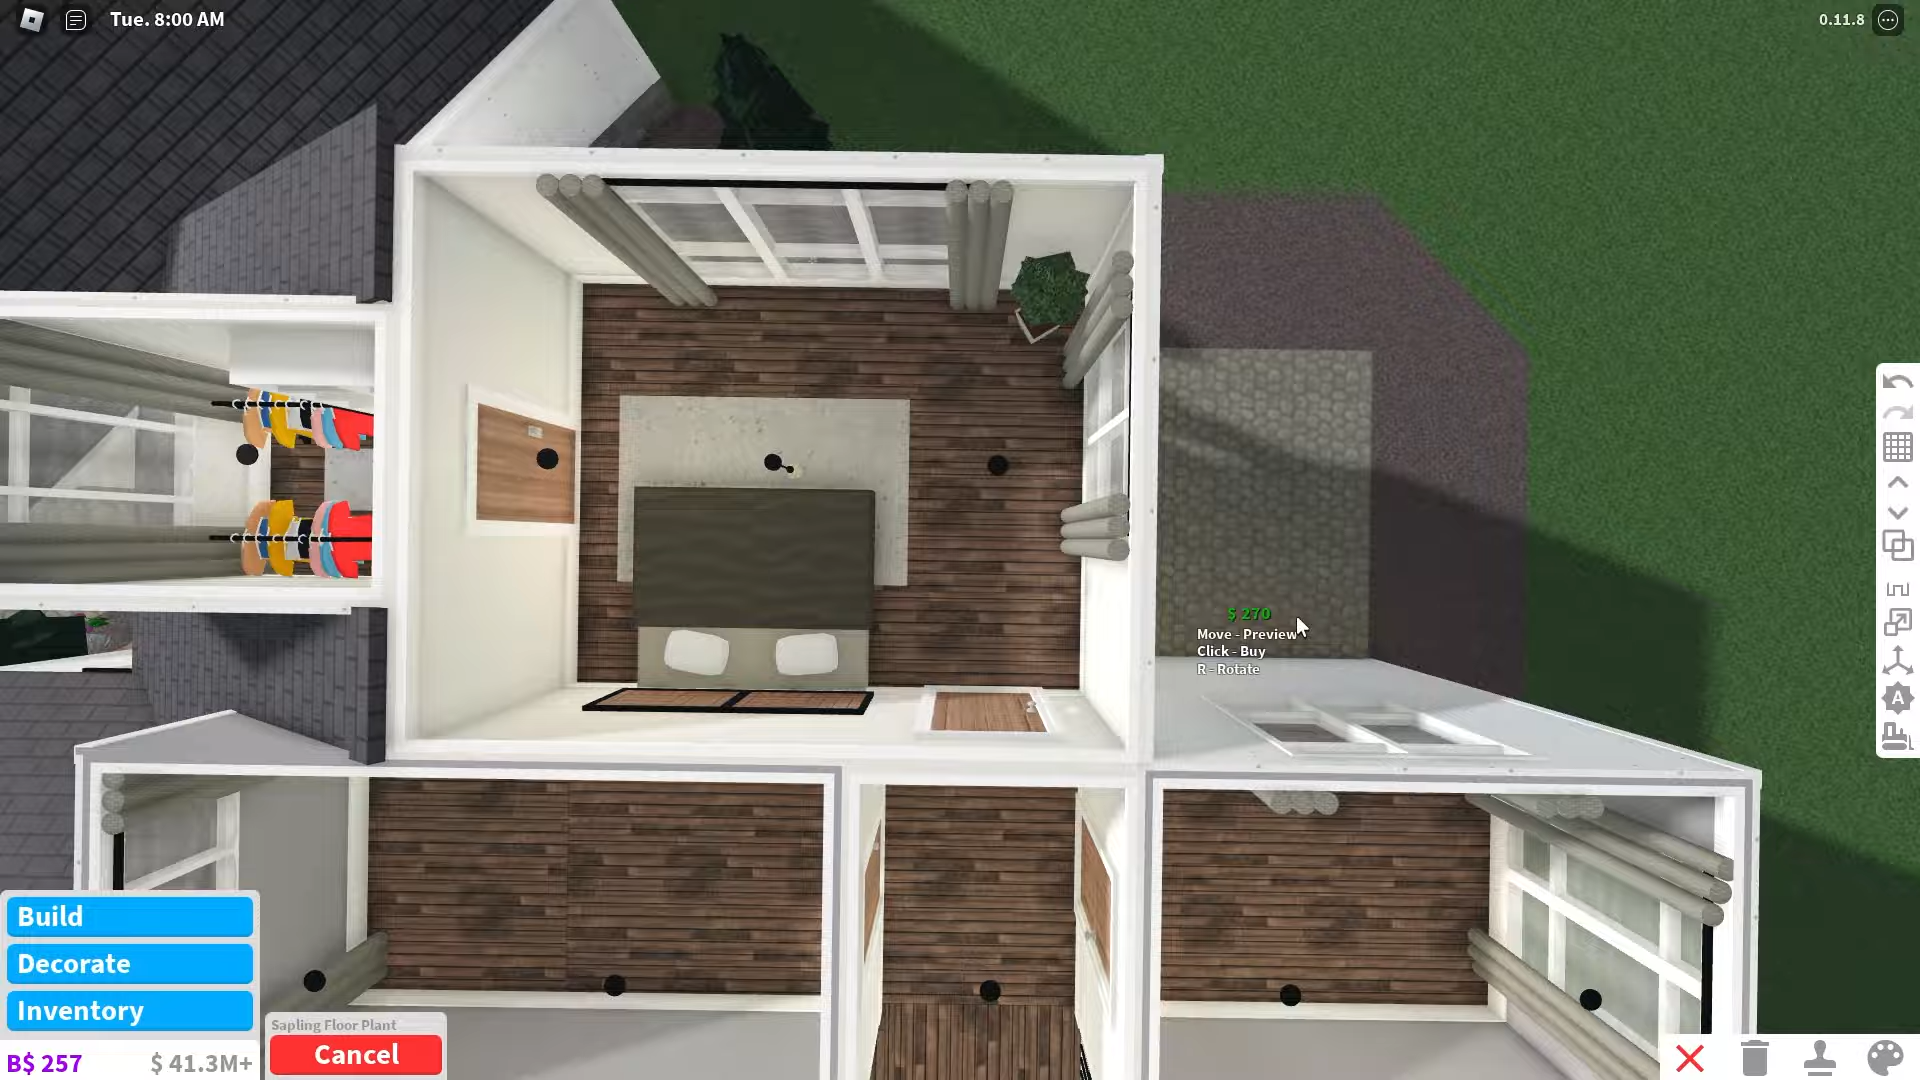 Tue. 8:00 AM
0.11.8
$ 270
Move - Preview
Click - Buy
R - Rotate
A
Build
Decorate
Inventory
Sapling Floor Plant
Cancel
B$ 257
$ 41.3M+